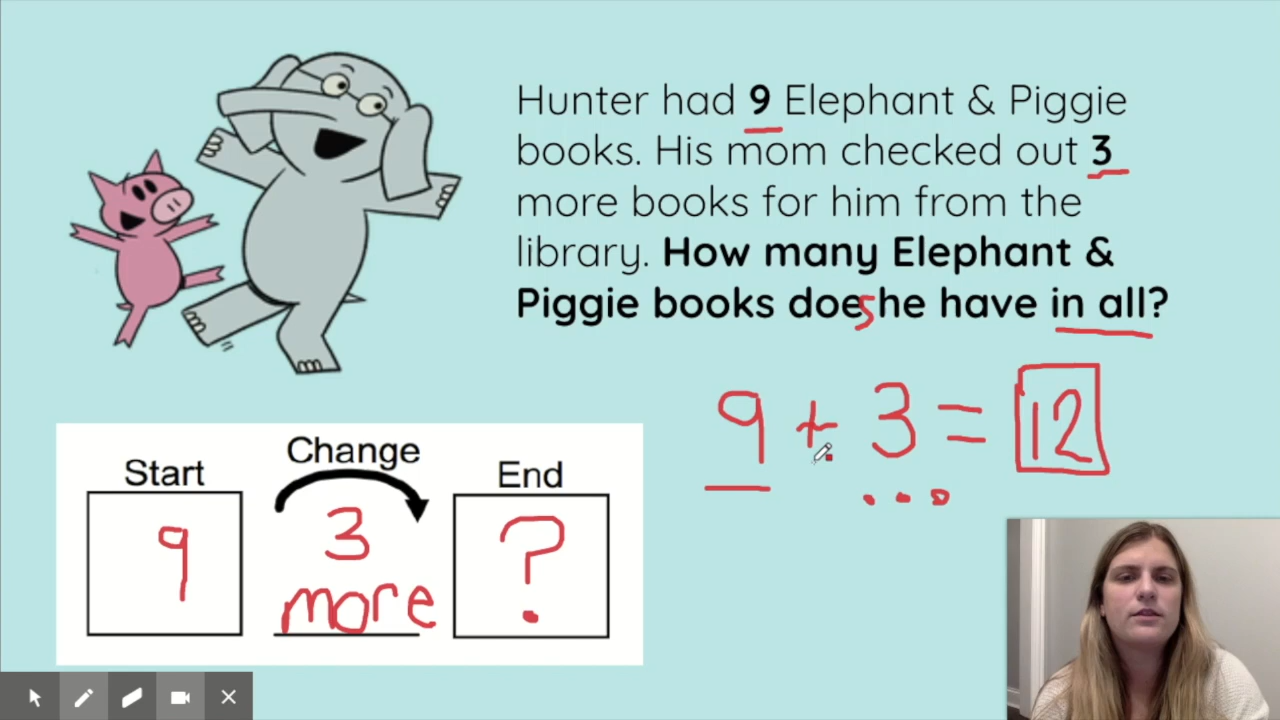 Hunter had 9 Elephant & Piggie
books. His mom checked out 3
more books for him from the
library. How many Elephant &
Piggie books does he have in all?
9 + 3 = 12
Change
Start
End
9
3
?
more